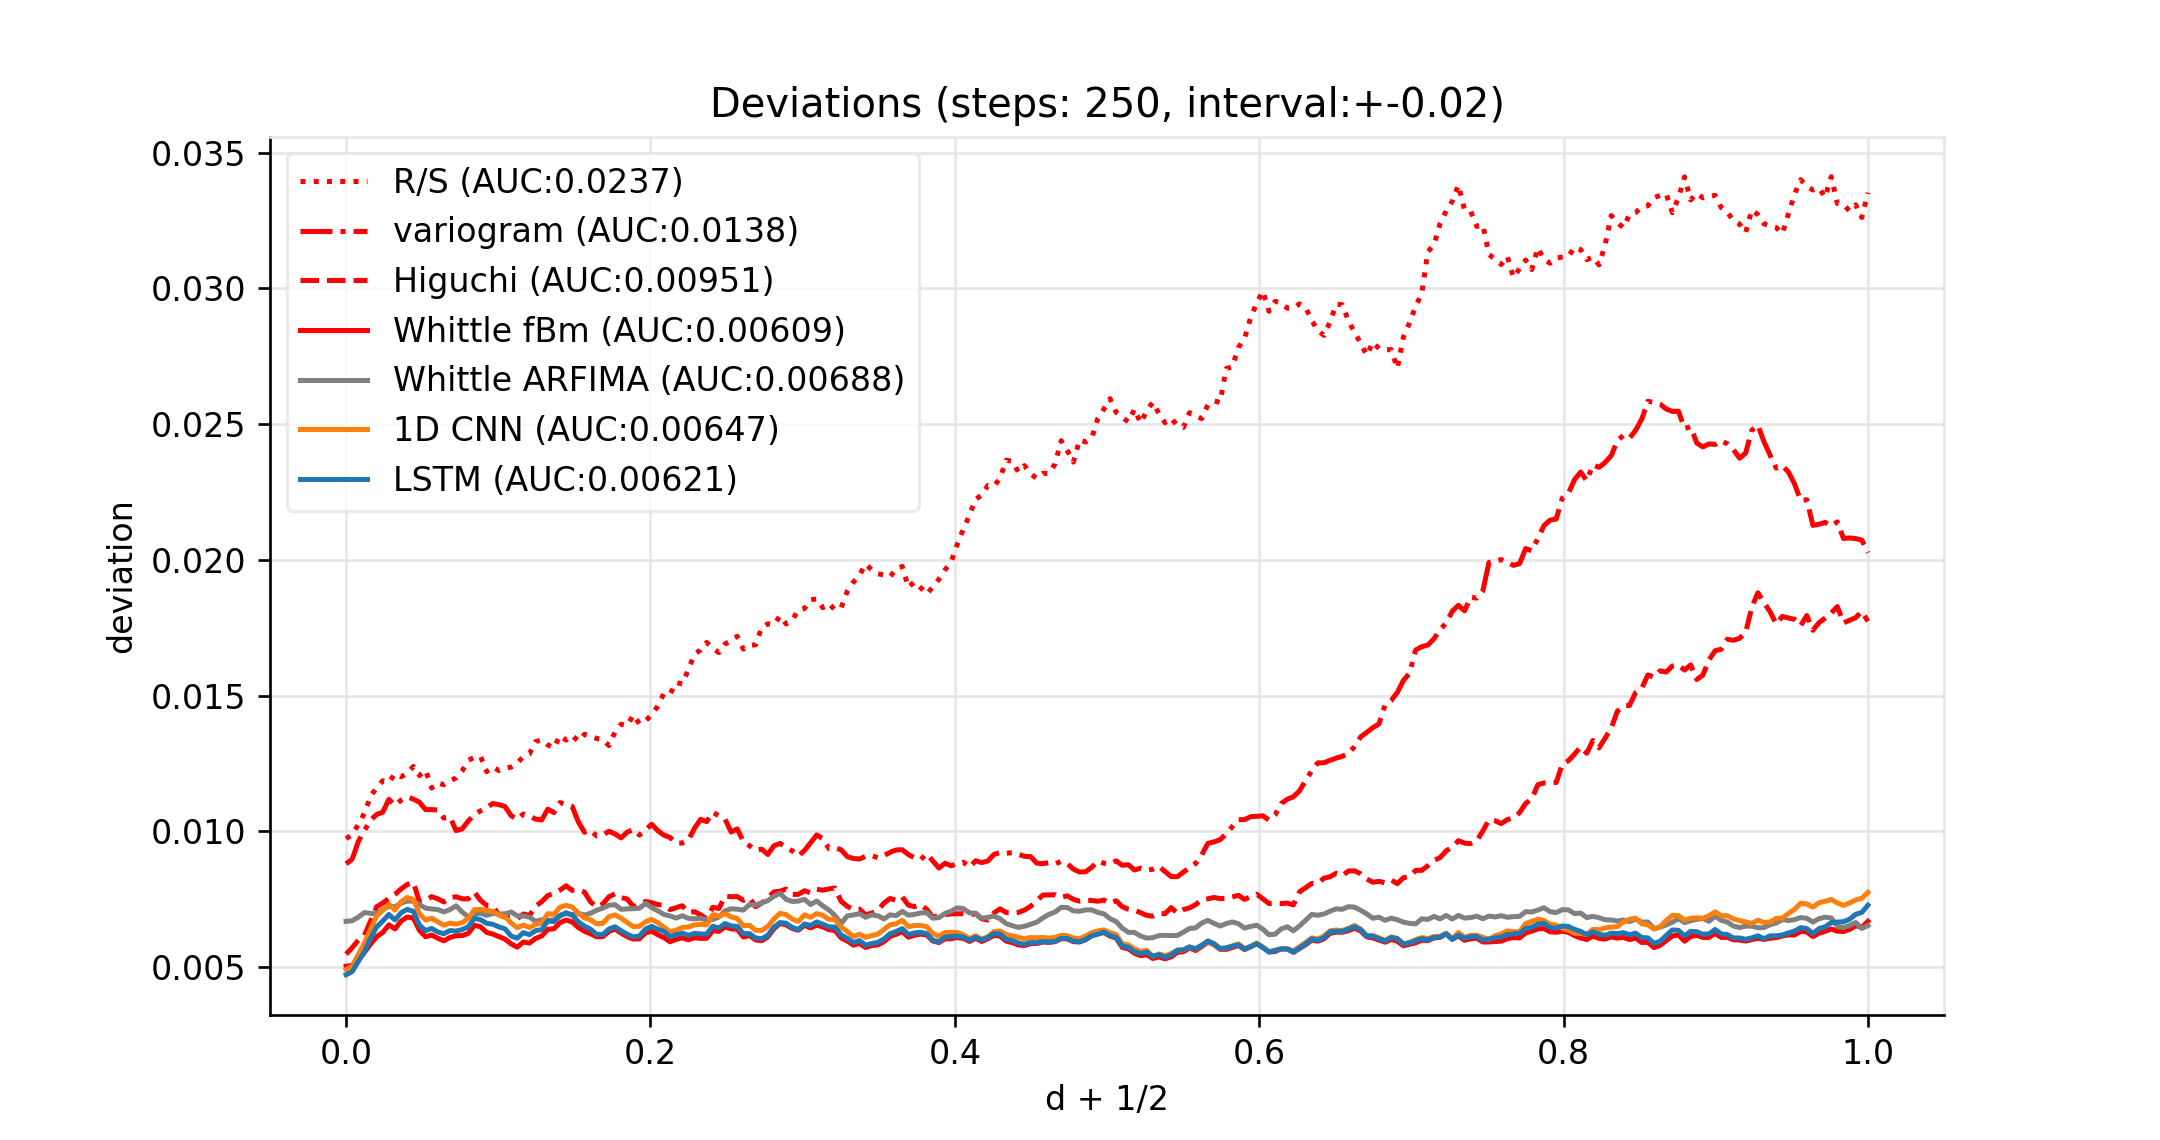 Deviations (steps: 250, interval:+-0.02)
0.035
0.030
0.025
0.020
0.015
0.010
0.005
deviation
R/S (AUC:0.0237)
variogram (AUC:0.0138)
Higuchi (AUC:0.00951)
Whittle fBm (AUC:0.00609)
Whittle ARFIMA (AUC:0.00688)
1D CNN (AUC:0.00647)
LSTM (AUC:0.00621)
0.0 0.2 0.4 0.6 0.8 1.0
d + 1/2